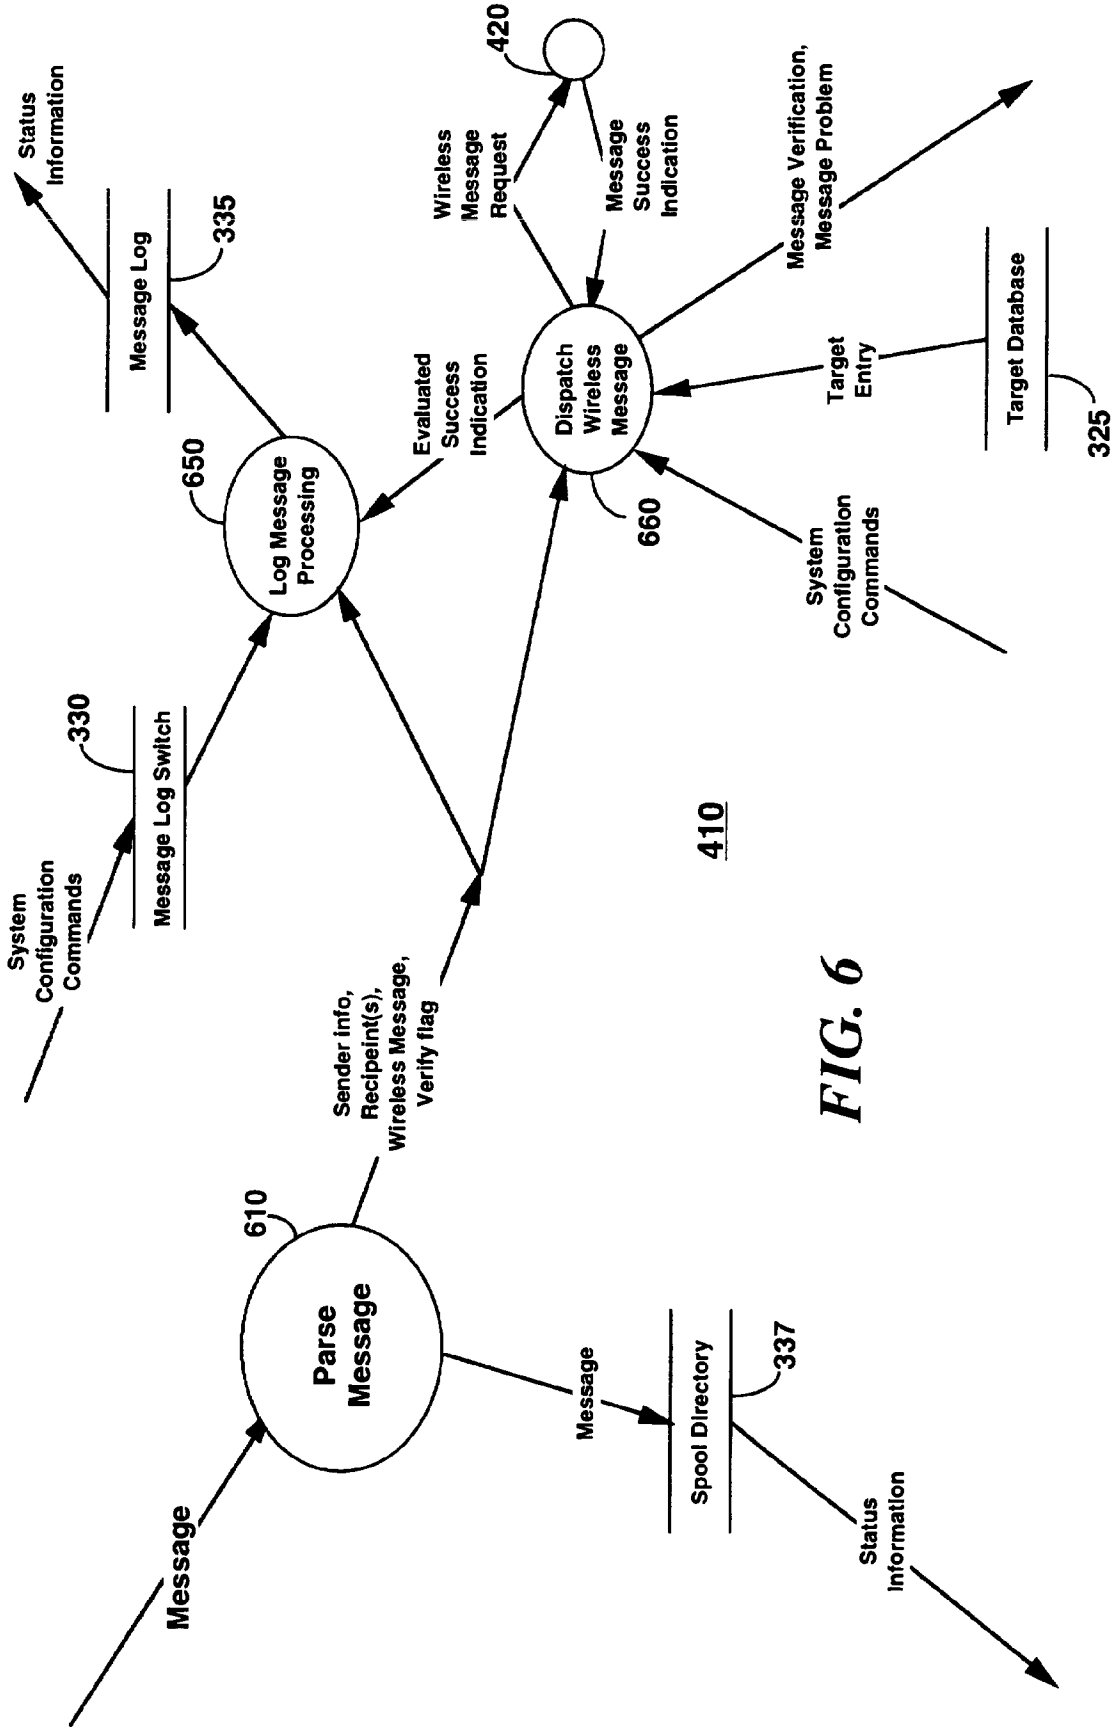 System
Configuration
Commands
330
Message Log Switch
650
Log Message
Processing
Message Log
335
Status
Information
Message
610
Parse
Message
Sender info,
Recipeint(s),
Wireless Message,
Verify flag
Evaluated
Success
Indication
Wireless
Message
Request
420
Message
Success
Indication
Dispatch
Wireless
Message
660
Message
Spool Directory
337
Status
Information
410
System
Configuration
Commands
Target
Entry
Target Database
325
Message Verification,
Message Problem
FIG. 6